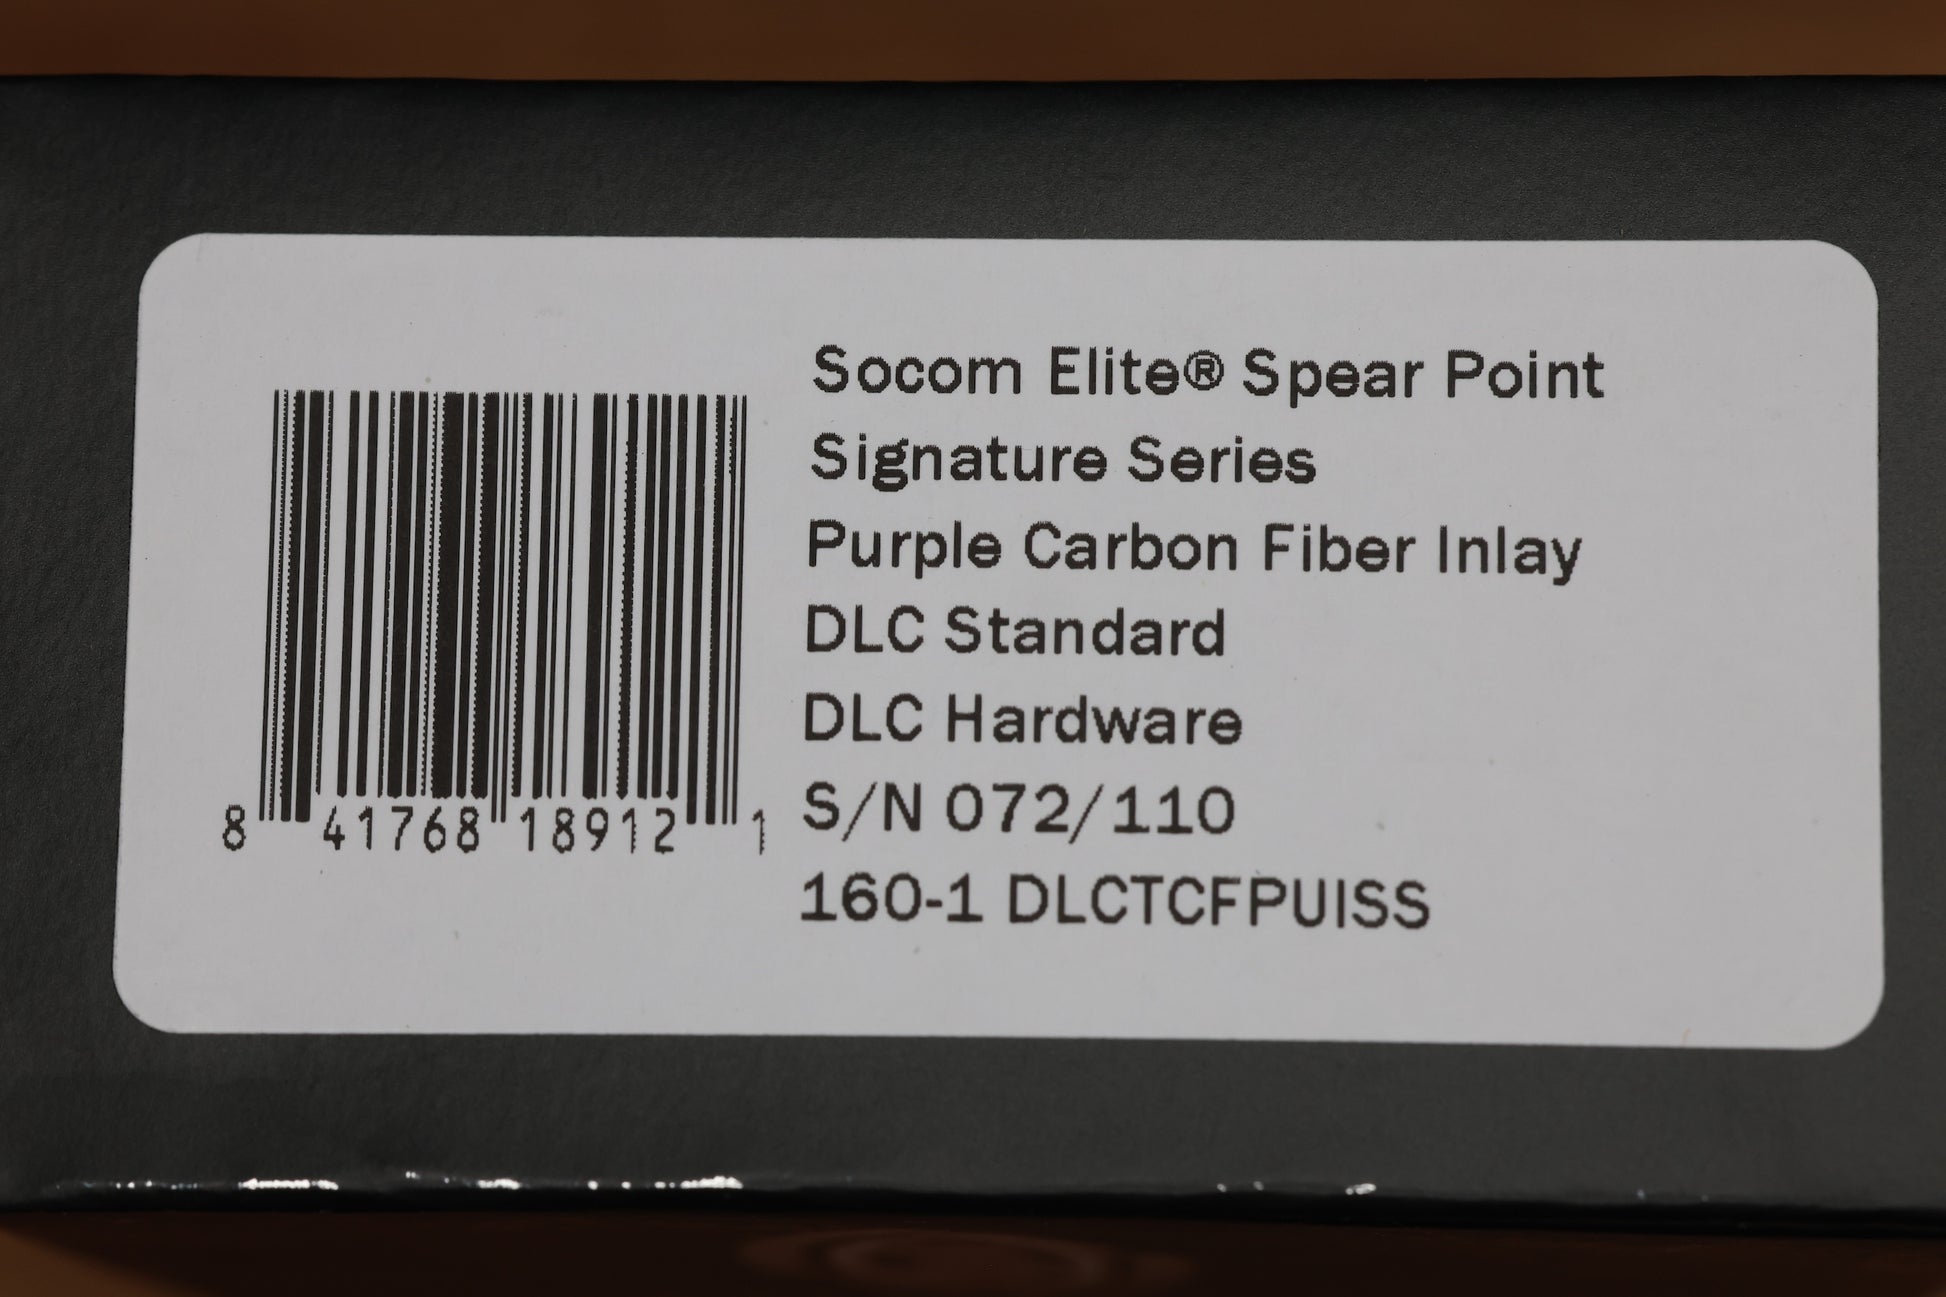 Socom Elite® Spear Point
Signature Series
Purple Carbon Fiber Inlay
DLC Standard
DLC Hardware
S/N 072/110
160-1 DLCTCFPUISS
8 41768 18912 1